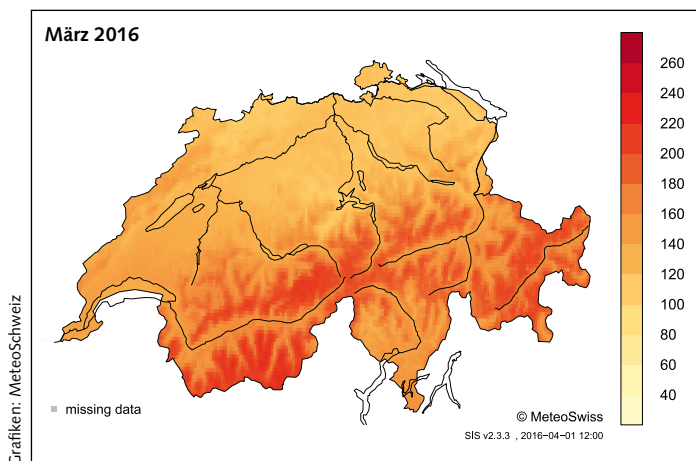 März 2016
260
240
220
200
180
160
140
120
100
80
60
40
missing data
© MeteoSwiss
SIS v2.3.3 , 2016−04−01 12:00
Grafiken: MeteoSchweiz